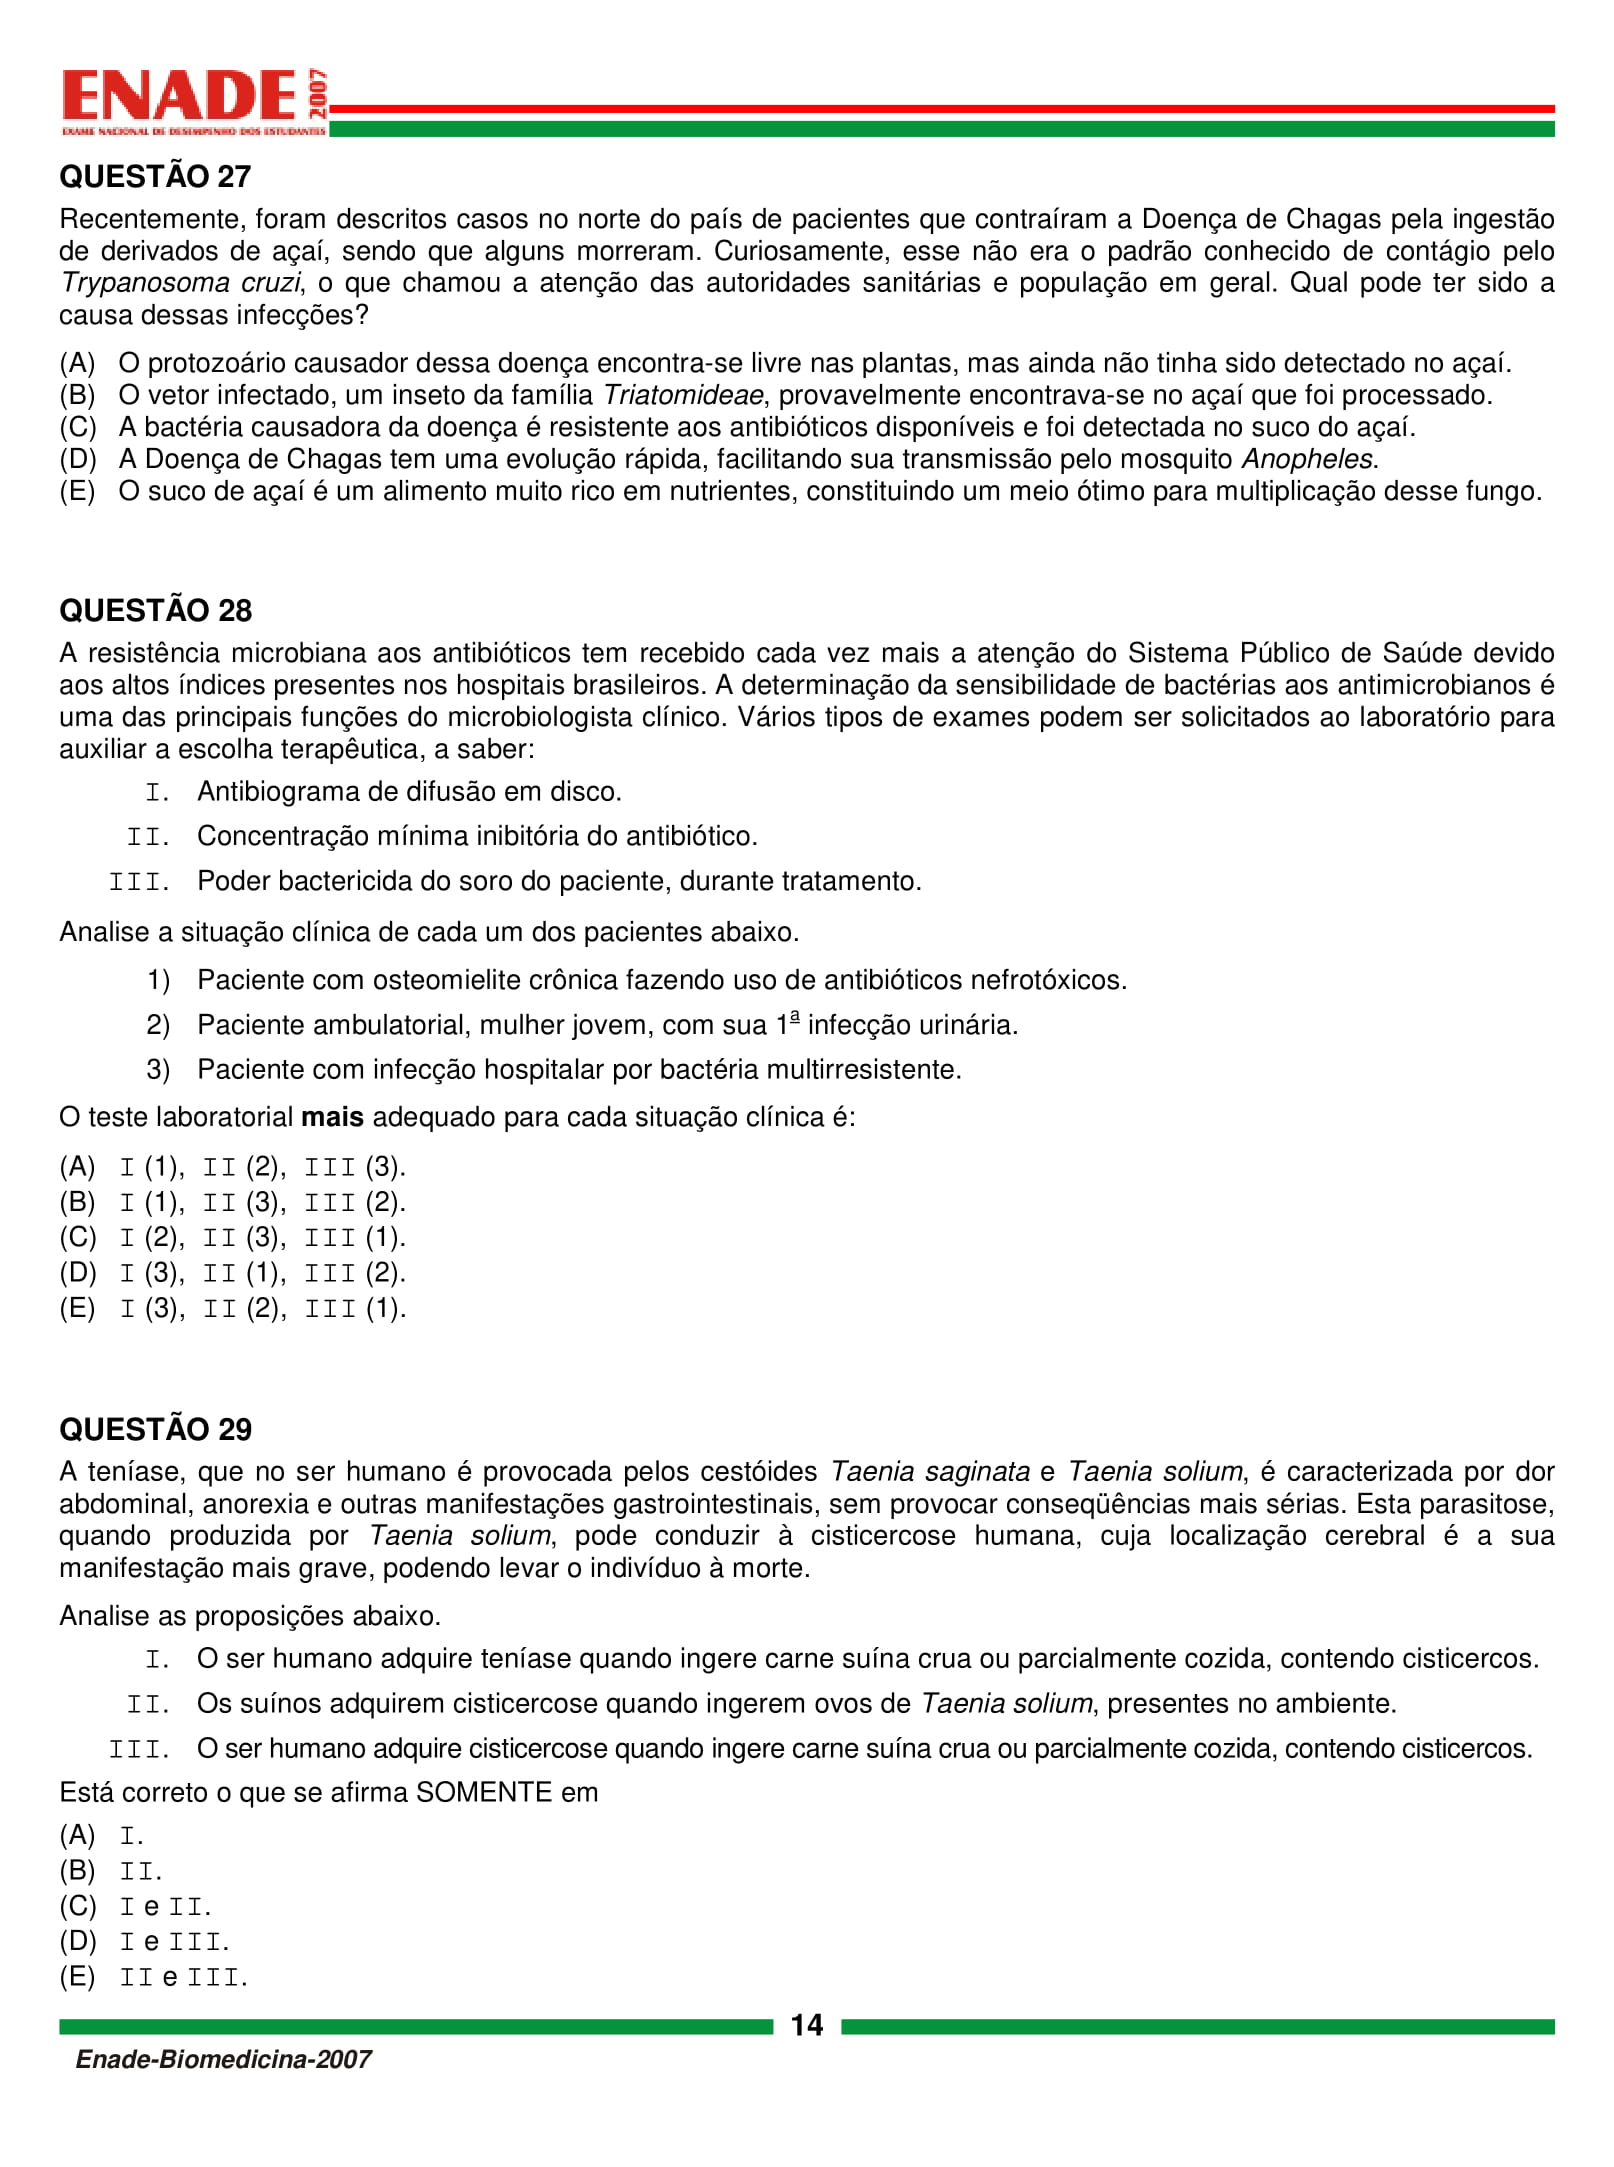 ENADE 2007
EXAME NACIONAL DE DESEMPENHO DOS ESTUDANTES
QUESTÃO 27
Recentemente, foram descritos casos no norte do país de pacientes que contraíram a Doença de Chagas pela ingestão
de derivados de açaí, sendo que alguns morreram. Curiosamente, esse não era o padrão conhecido de contágio pelo
Trypanosoma cruzi, o que chamou a atenção das autoridades sanitárias e população em geral. Qual pode ter sido a
causa dessas infecções?
(A) O protozoário causador dessa doença encontra-se livre nas plantas, mas ainda não tinha sido detectado no açaí.
(B) O vetor infectado, um inseto da família Triatomideae, provavelmente encontrava-se no açaí que foi processado.
(C) A bactéria causadora da doença é resistente aos antibióticos disponíveis e foi detectada no suco do açaí.
(D) A Doença de Chagas tem uma evolução rápida, facilitando sua transmissão pelo mosquito Anopheles.
(E) O suco de açaí é um alimento muito rico em nutrientes, constituindo um meio ótimo para multiplicação desse fungo.
QUESTÃO 28
A resistência microbiana aos antibióticos tem recebido cada vez mais a atenção do Sistema Público de Saúde devido
aos altos índices presentes nos hospitais brasileiros. A determinação da sensibilidade de bactérias aos antimicrobianos é
uma das principais funções do microbiologista clínico. Vários tipos de exames podem ser solicitados ao laboratório para
auxiliar a escolha terapêutica, a saber:
I. Antibiograma de difusão em disco.
II. Concentração mínima inibitória do antibiótico.
III. Poder bactericida do soro do paciente, durante tratamento.
Analise a situação clínica de cada um dos pacientes abaixo.
1) Paciente com osteomielite crônica fazendo uso de antibióticos nefrotóxicos.
2) Paciente ambulatorial, mulher jovem, com sua 1ª infecção urinária.
3) Paciente com infecção hospitalar por bactéria multirresistente.
O teste laboratorial mais adequado para cada situação clínica é:
(A) I (1), II (2), III (3).
(B) I (1), II (3), III (2).
(C) I (2), II (3), III (1).
(D) I (3), II (1), III (2).
(E) I (3), II (2), III (1).
QUESTÃO 29
A teníase, que no ser humano é provocada pelos cestóides Taenia saginata e Taenia solium, é caracterizada por dor
abdominal, anorexia e outras manifestações gastrointestinais, sem provocar conseqüências mais sérias. Esta parasitose,
quando produzida por Taenia solium, pode conduzir à cisticercose humana, cuja localização cerebral é a sua
manifestação mais grave, podendo levar o indivíduo à morte.
Analise as proposições abaixo.
I. O ser humano adquire teníase quando ingere carne suína crua ou parcialmente cozida, contendo cisticercos.
II. Os suínos adquirem cisticercose quando ingerem ovos de Taenia solium, presentes no ambiente.
III. O ser humano adquire cisticercose quando ingere carne suína crua ou parcialmente cozida, contendo cisticercos.
Está correto o que se afirma SOMENTE em
(A) I.
(B) II.
(C) I e II.
(D) I e III.
(E) II e III.
14
Enade-Biomedicina-2007